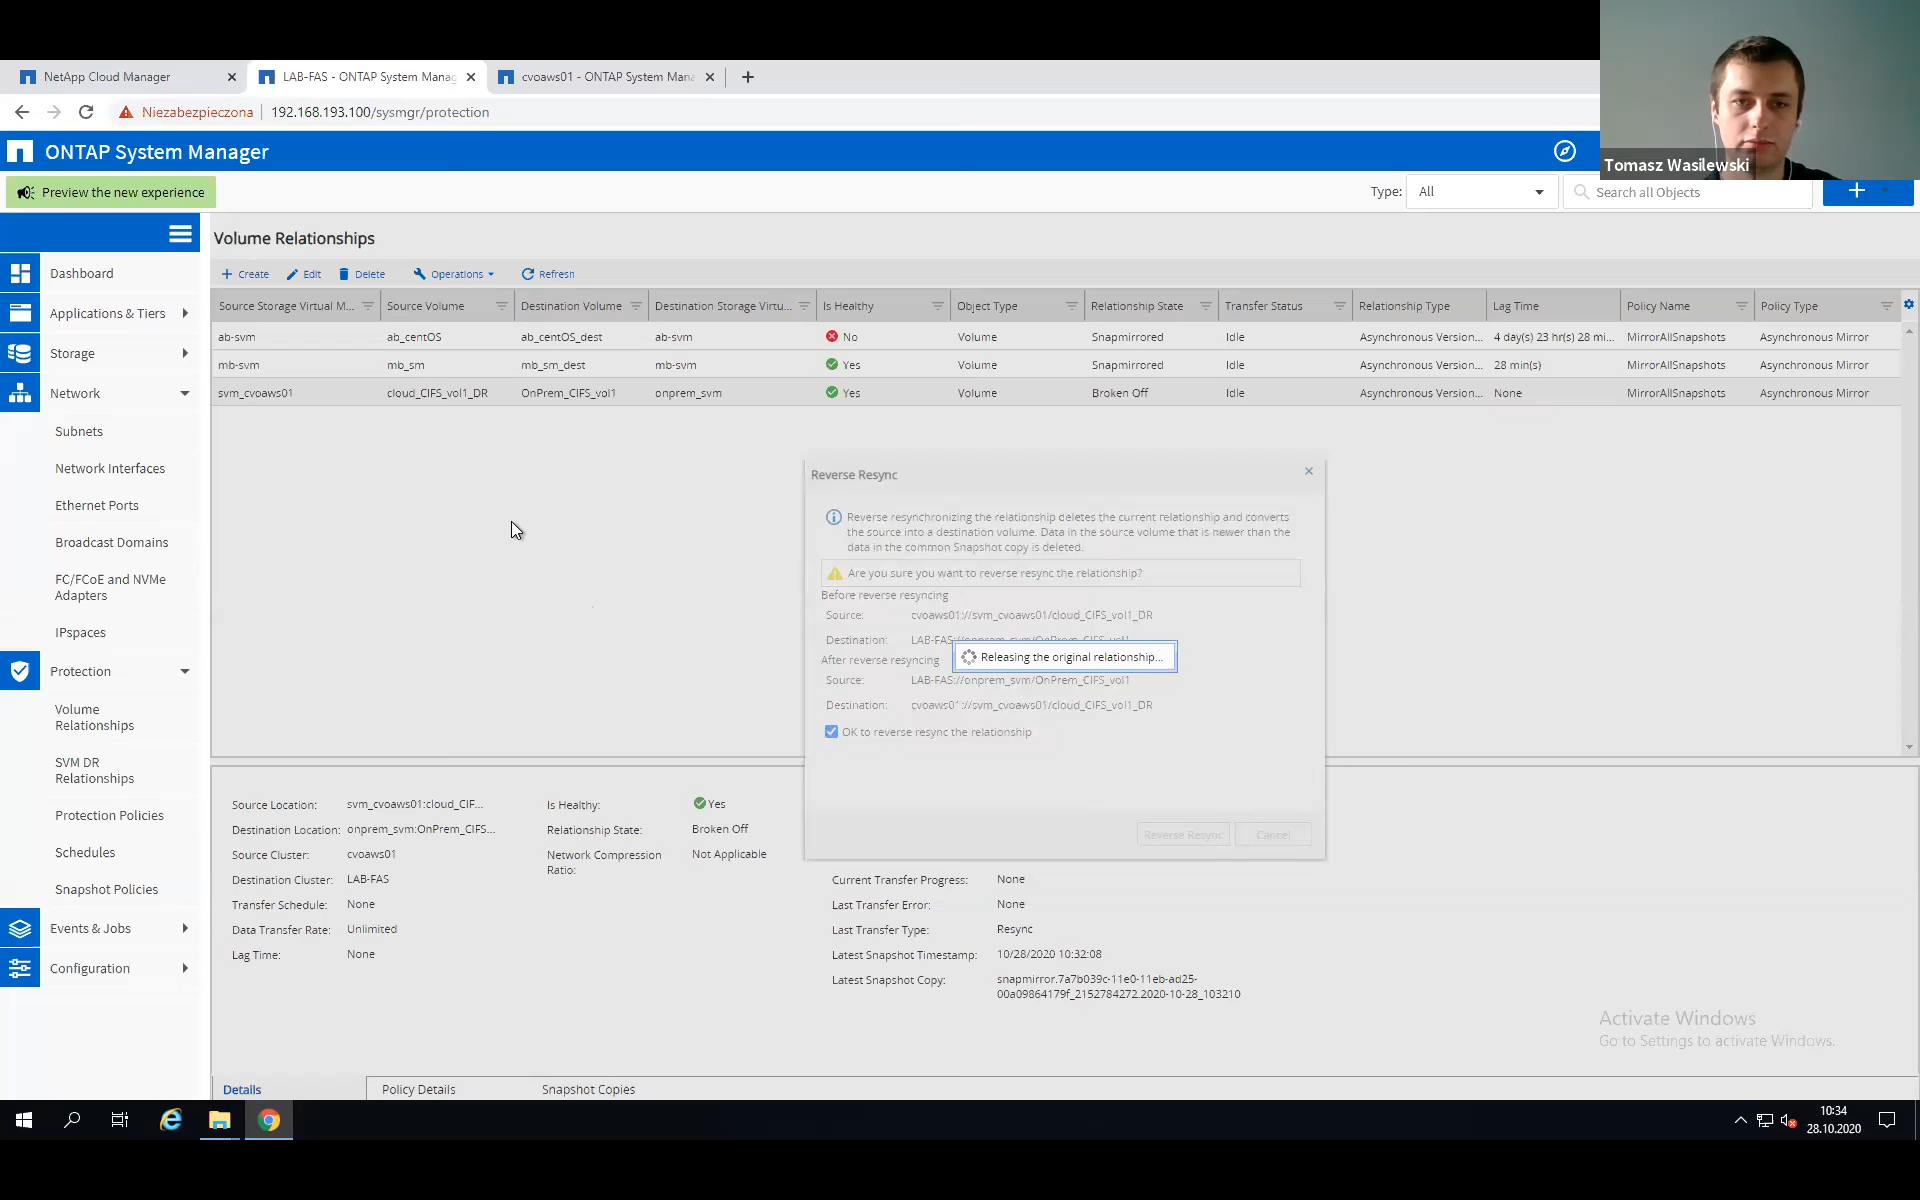 NetApp Cloud Manager
LAB-FAS - ONTAP System Manag
cvoaws01 - ONTAP System Mana
Niezabezpieczona
192.168.193.100/sysmgr/protection
ONTAP System Manager
Tomasz Wasilewski
Preview the new experience
Type:
All
Search all Objects
Volume Relationships
Create
Edit
Delete
Operations
Refresh
Source Storage Virtual M...
Source Volume
Destination Volume
Destination Storage Virtu...
Is Healthy
Object Type
Relationship State
Transfer Status
Relationship Type
Lag Time
Policy Name
Policy Type
ab-svm
ab_centOS
ab_centOS_dest
ab-svm
No
Volume
Snapmirrored
Idle
Asynchronous Version...
4 day(s) 23 hr(s) 28 mi...
MirrorAllSnapshots
Asynchronous Mirror
mb-svm
mb_sm
mb_sm_dest
mb-svm
Yes
Volume
Snapmirrored
Idle
Asynchronous Version...
28 min(s)
MirrorAllSnapshots
Asynchronous Mirror
svm_cvoaws01
cloud_CIFS_vol1_DR
OnPrem_CIFS_vol1
onprem_svm
Yes
Volume
Broken Off
Idle
Asynchronous Version...
None
MirrorAllSnapshots
Asynchronous Mirror
Dashboard
Applications & Tiers
Storage
Network
Subnets
Network Interfaces
Ethernet Ports
Broadcast Domains
FC/FCoE and NVMe
Adapters
IPspaces
Protection
Volume
Relationships
SVM DR
Relationships
Protection Policies
Schedules
Snapshot Policies
Events & Jobs
Configuration
Reverse Resync
Reverse resynchronizing the relationship deletes the current relationship and converts
the source into a destination volume. Data in the source volume that is newer than the
data in the common Snapshot copy is deleted.
Are you sure you want to reverse resync the relationship?
Before reverse resyncing
Source:
cvoaws01://svm_cvoaws01/cloud_CIFS_vol1_DR
Destination:
LAB-FAS://onprem_svm/OnPrem_CIFS_vol1
Releasing the original relationship...
After reverse resyncing
Source:
LAB-FAS://onprem_svm/OnPrem_CIFS_vol1
Destination:
cvoaws01://svm_cvoaws01/cloud_CIFS_vol1_DR
OK to reverse resync the relationship
Reverse Resync
Cancel
Source Location:
svm_cvoaws01:cloud_CIF...
Destination Location:
onprem_svm:OnPrem_CIFS...
Source Cluster:
cvoaws01
Destination Cluster:
LAB-FAS
Transfer Schedule:
None
Data Transfer Rate:
Unlimited
Lag Time:
None
Is Healthy:
Yes
Relationship State:
Broken Off
Network Compression
Ratio:
Not Applicable
Current Transfer Progress:
None
Last Transfer Error:
None
Last Transfer Type:
Resync
Latest Snapshot Timestamp:
10/28/2020 10:32:08
Latest Snapshot Copy:
snapmirror.7a7b039c-11e0-11eb-ad25-
00a09864179f_2152784272.2020-10-28_103210
Activate Windows
Go to Settings to activate Windows.
Details
Policy Details
Snapshot Copies
10:34
28.10.2020